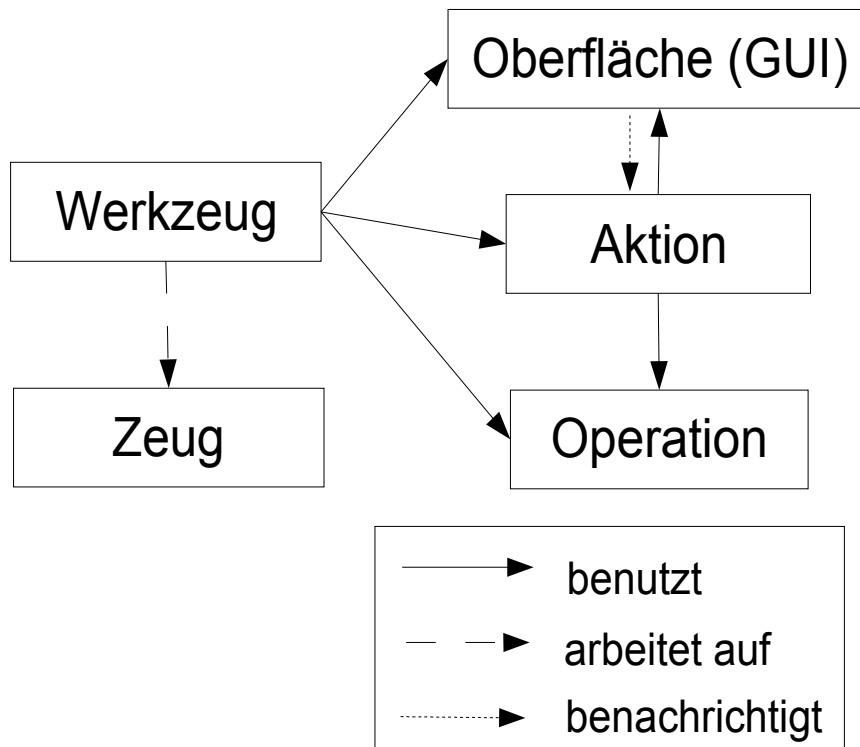 Oberfläche (GUI)
Werkzeug
Aktion
Zeug
Operation
benutzt
arbeitet auf
benachrichtigt